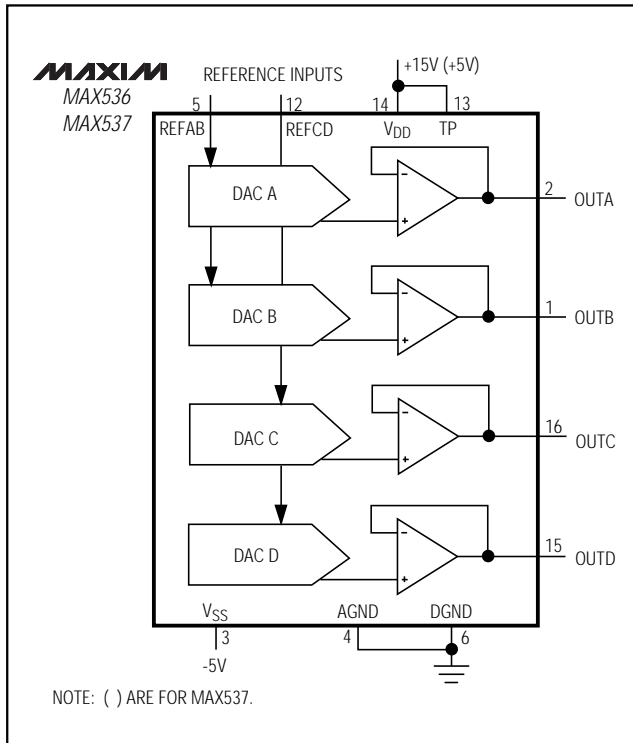 MAXIM
MAX536
MAX537
REFERENCE INPUTS
+15V (+5V)
5
12
14
13
REFAB
REFCD
VDD
TP
DAC A
-
+
2
OUTA
DAC B
-
+
1
OUTB
DAC C
-
+
16
OUTC
DAC D
-
+
15
OUTD
VSS
AGND
DGND
3
4
6
-5V
NOTE: ( ) ARE FOR MAX537.